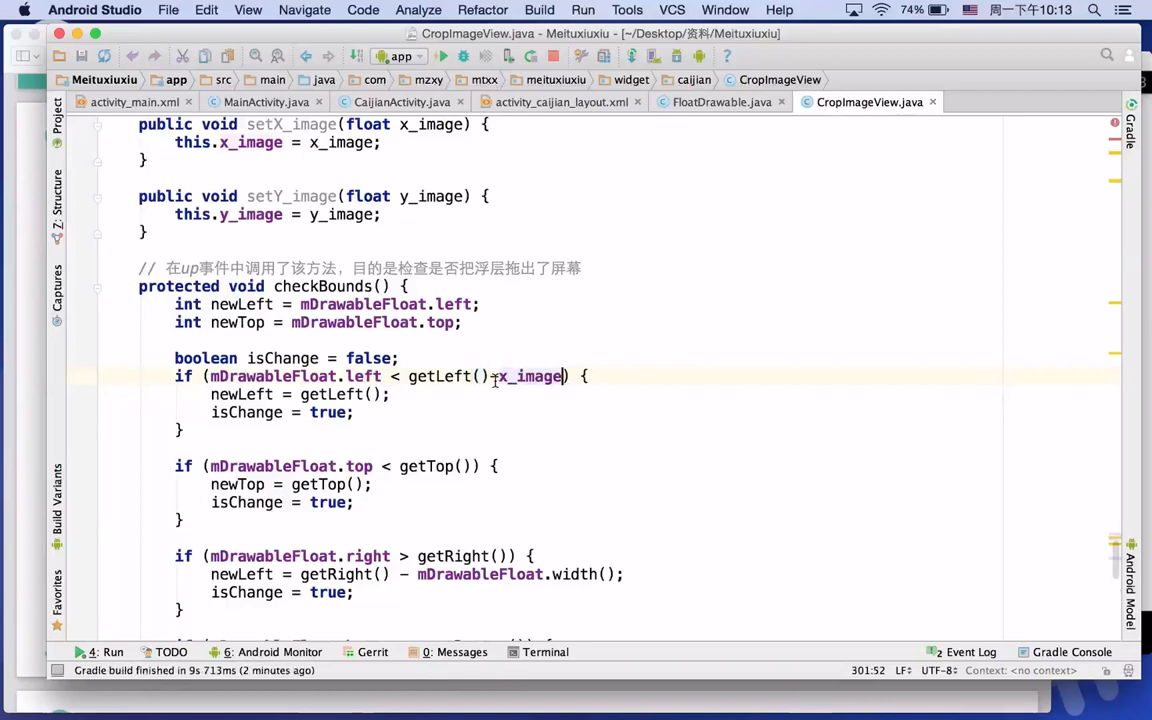 Android Studio File Edit View Navigate Code Analyze Refactor Build Run Tools VCS Window Help 74% 周一下午10:13
CropImageView.java - Meituxiuxiu - [~/Desktop/资料/Meituxiuxiu]
app
Meituxiuxiu app src main java com mzxy mtxx meituxiuxiu widget caijian CropImageView
activity_main.xml MainActivity.java CaijianActivity.java activity_caijian_layout.xml FloatDrawable.java CropImageView.java
Project
Z: Structure
Captures
Build Variants
Favorites
public void setX_image(float x_image) {
this.x_image = x_image;
}
public void setY_image(float y_image) {
this.y_image = y_image;
}
// 在up事件中调用了该方法，目的是检查是否把浮层拖出了屏幕
protected void checkBounds() {
int newLeft = mDrawableFloat.left;
int newTop = mDrawableFloat.top;
boolean isChange = false;
if (mDrawableFloat.left < getLeft() x_image) {
newLeft = getLeft();
isChange = true;
}
if (mDrawableFloat.top < getTop()) {
newTop = getTop();
isChange = true;
}
if (mDrawableFloat.right > getRight()) {
newLeft = getRight() - mDrawableFloat.width();
isChange = true;
}
Gradle
Android Model
4: Run TODO 6: Android Monitor Gerrit 0: Messages Terminal 2 Event Log Gradle Console
Gradle build finished in 9s 713ms (2 minutes ago) 301:52 LF UTF-8 Context: <no context>